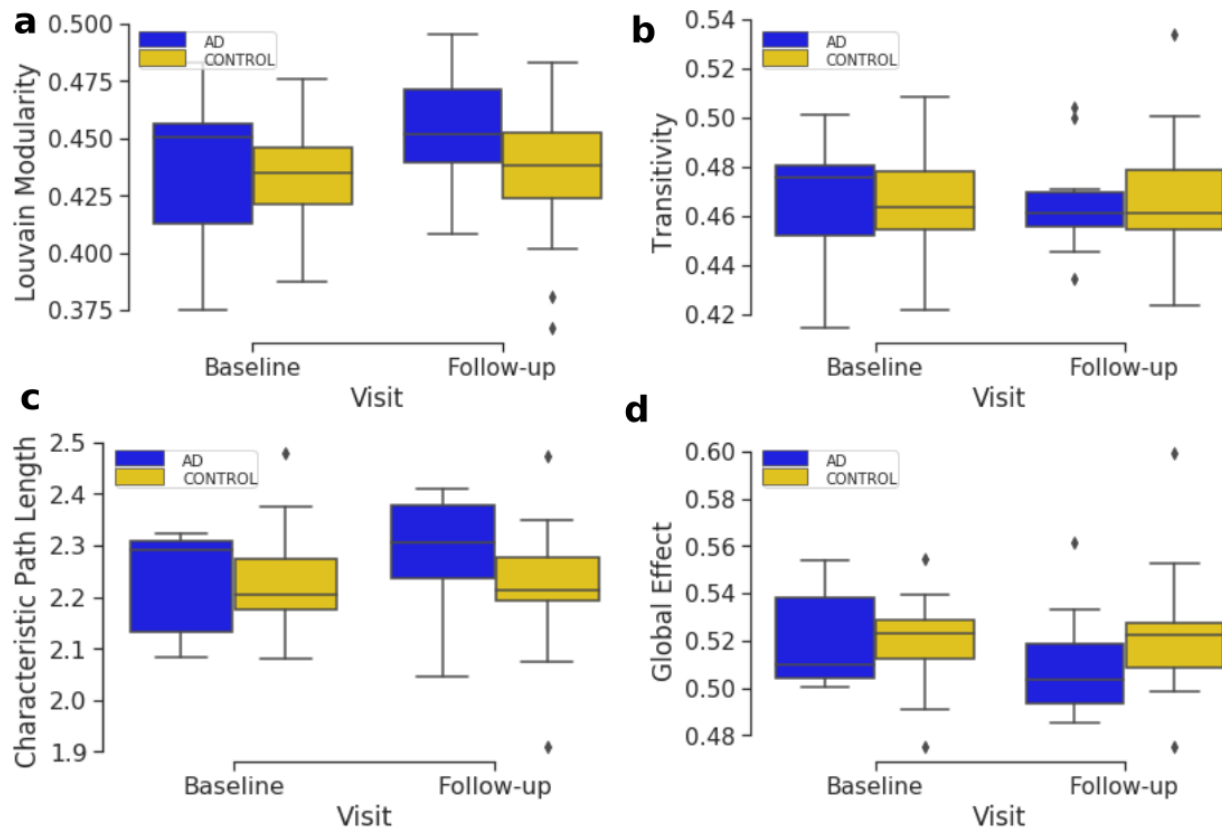 a
0.500
0.475
0.450
0.425
0.400
0.375
Louvain Modularity
AD
CONTROL
Baseline
Follow-up
Visit
b
0.54
0.52
0.50
0.48
0.46
0.44
0.42
Transitivity
AD
CONTROL
Baseline
Follow-up
Visit
c
2.5
2.4
2.3
2.2
2.1
2.0
1.9
Characteristic Path Length
AD
CONTROL
Baseline
Follow-up
Visit
d
0.60
0.58
0.56
0.54
0.52
0.50
0.48
Global Effect
AD
CONTROL
Baseline
Follow-up
Visit